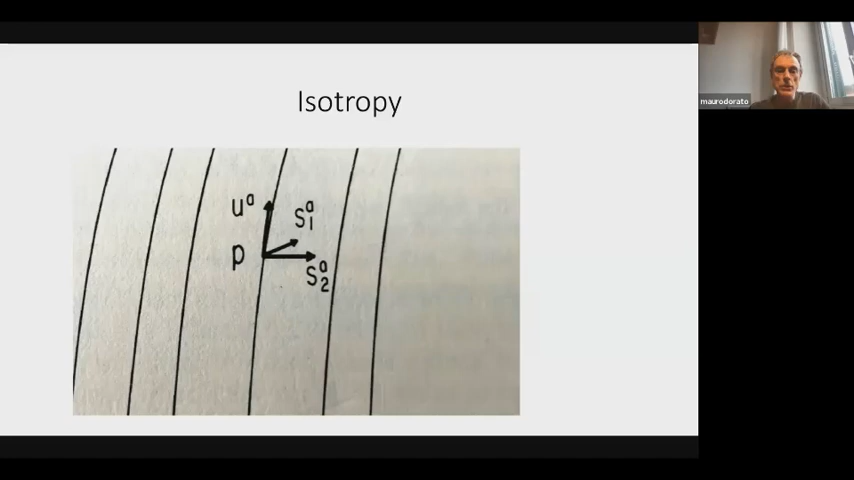 Isotropy
uᵃ
S₁ᵃ
p
S₂ᵃ
maurodorato